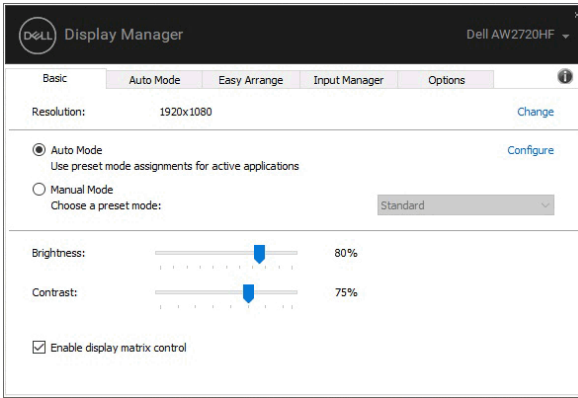 DELL Display Manager Dell AW2720HF
Basic Auto Mode Easy Arrange Input Manager Options
Resolution: 1920x1080 Change
Auto Mode Configure
Use preset mode assignments for active applications
Manual Mode
Choose a preset mode: Standard
Brightness: 80%
Contrast: 75%
Enable display matrix control